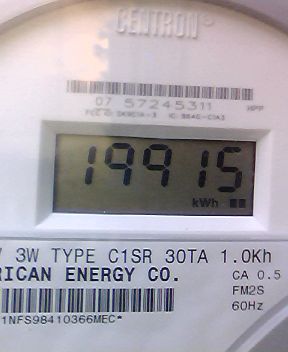 CENTRON®
07 57245311
HPP
19915
kWh
3W TYPE C1SR 30TA 1.0Kh
RICAN ENERGY CO.
CA 0.5
FM2S
60Hz
1NFS98410366MEC*